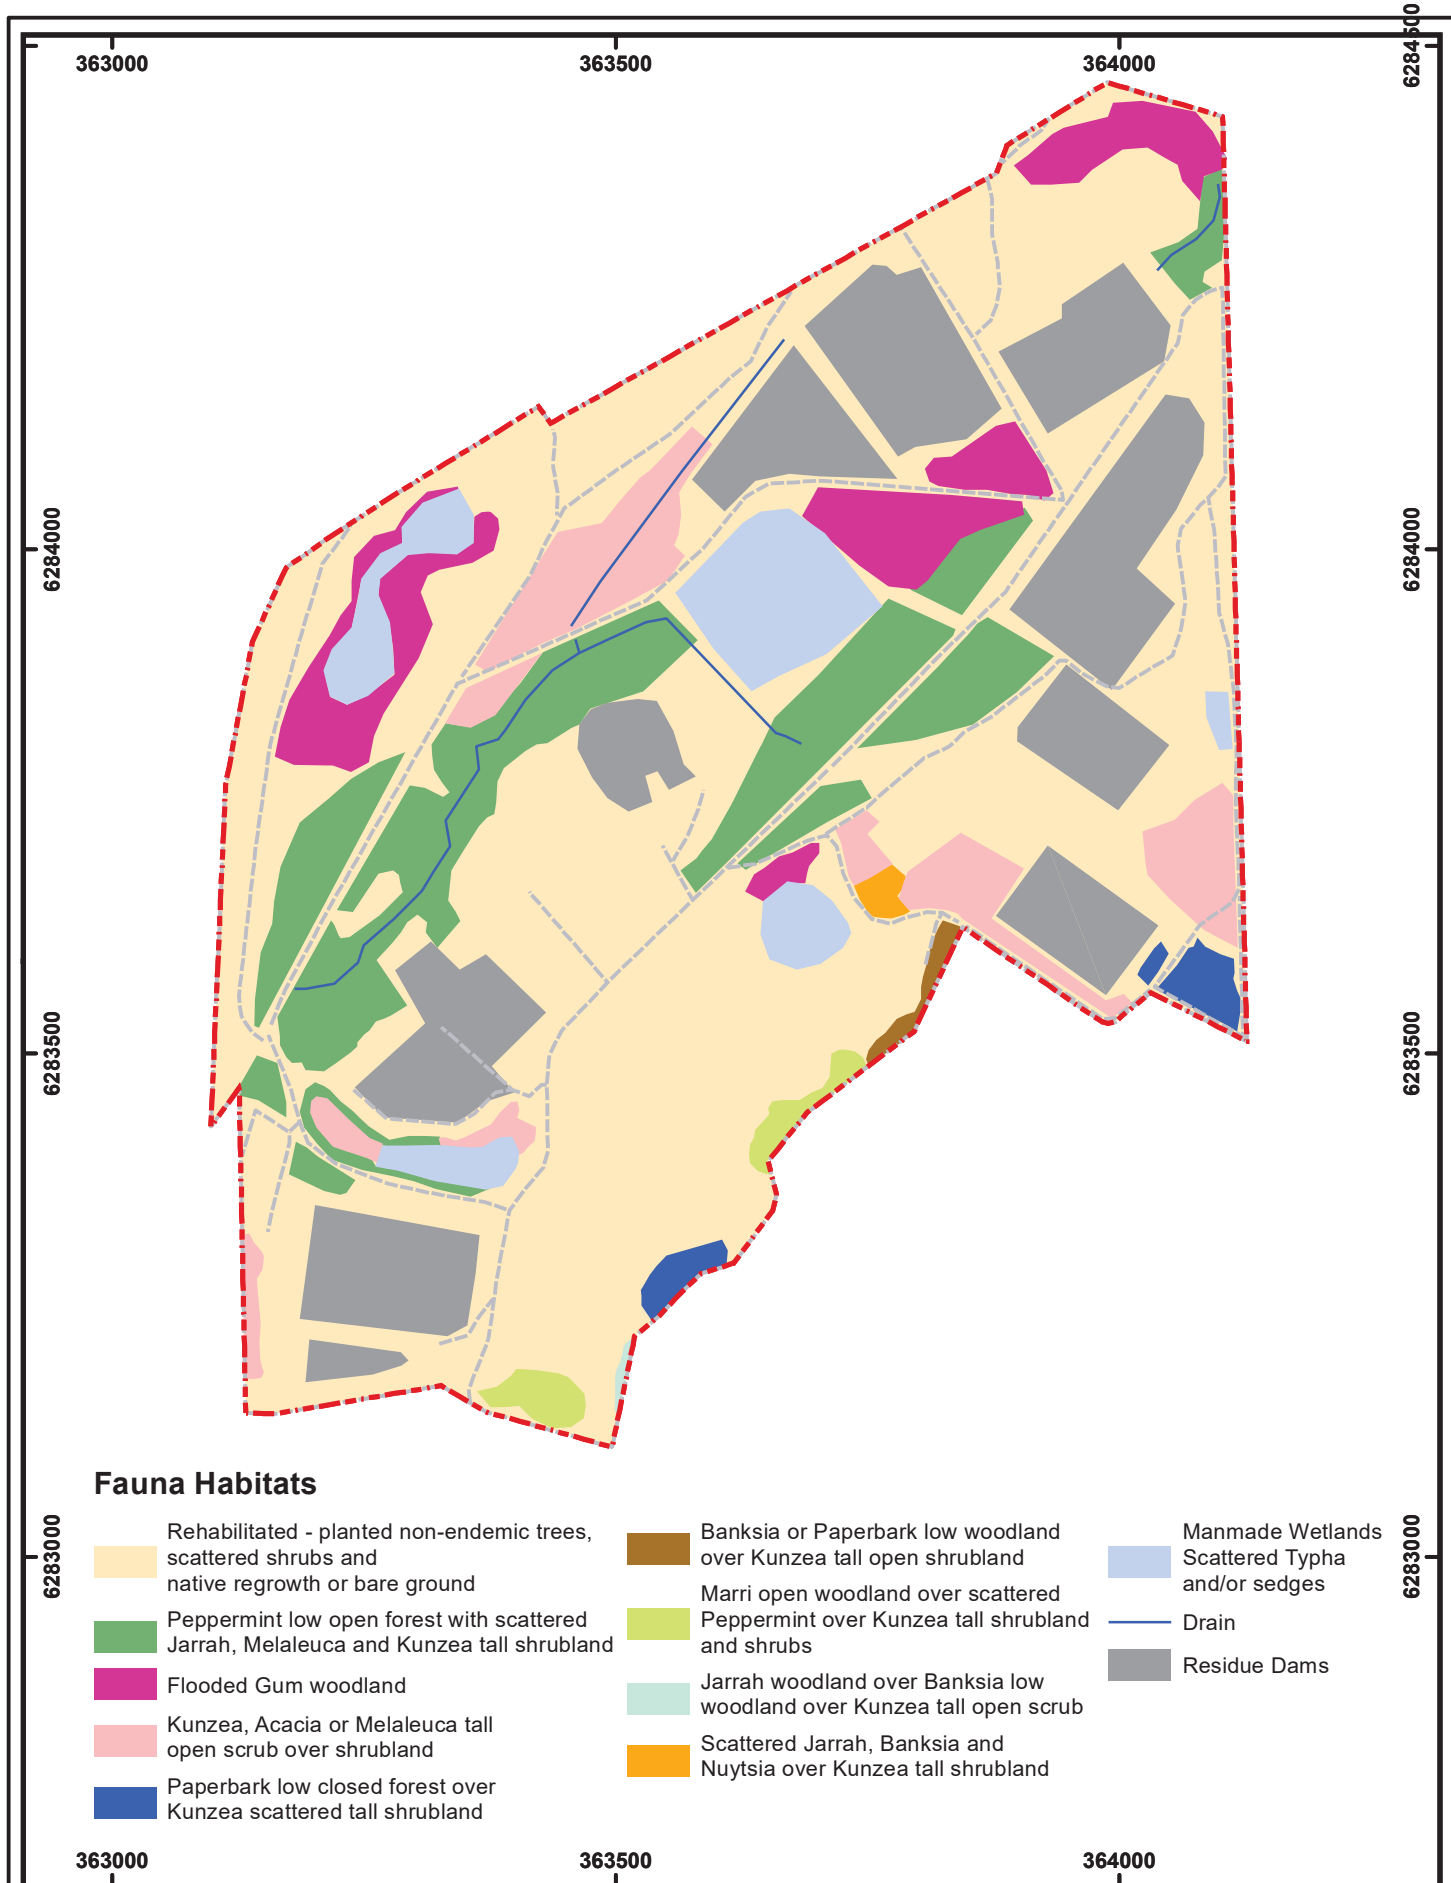 363000
363500
364000
6284500
6284000
6284000
6283500
6283500
6283000
6283000
Fauna Habitats
Rehabilitated - planted non-endemic trees,
scattered shrubs and
native regrowth or bare ground
Peppermint low open forest with scattered
Jarrah, Melaleuca and Kunzea tall shrubland
Flooded Gum woodland
Kunzea, Acacia or Melaleuca tall
open scrub over shrubland
Paperbark low closed forest over
Kunzea scattered tall shrubland
Banksia or Paperbark low woodland
over Kunzea tall open shrubland
Marri open woodland over scattered
Peppermint over Kunzea tall shrubland
and shrubs
Jarrah woodland over Banksia low
woodland over Kunzea tall open scrub
Scattered Jarrah, Banksia and
Nuytsia over Kunzea tall shrubland
Manmade Wetlands
Scattered Typha
and/or sedges
Drain
Residue Dams
363000
363500
364000